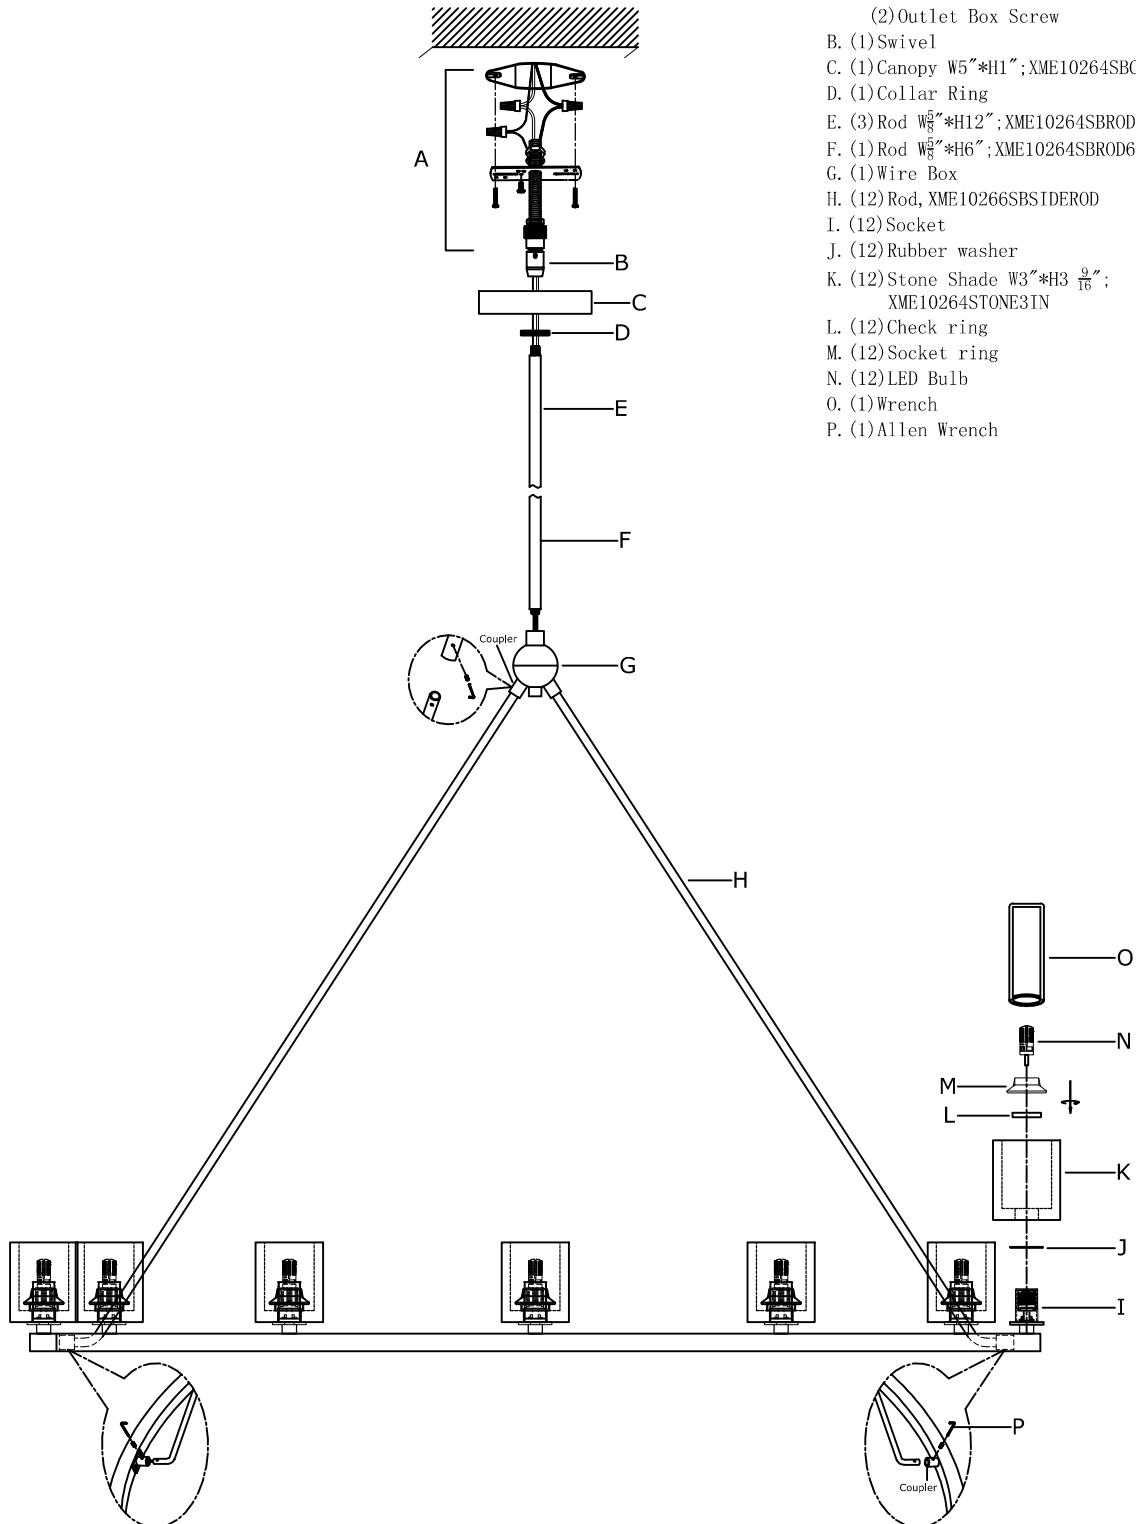 (2)Outlet Box Screw
B. (1)Swivel
C. (1)Canopy W5"*H1";XME10264SBC
D. (1)Collar Ring
E. (3)Rod W5/8"*H12";XME10264SBROD
F. (1)Rod W5/8"*H6";XME10264SBROD6
G. (1)Wire Box
H. (12)Rod, XME10266SBSIDEROD
I. (12)Socket
J. (12)Rubber washer
K. (12)Stone Shade W3"*H3 9/16";
XME10264STONE3IN
L. (12)Check ring
M. (12)Socket ring
N. (12)LED Bulb
O. (1)Wrench
P. (1)Allen Wrench
A
B
C
D
E
F
Coupler
G
H
O
N
M
L
K
J
I
P
Coupler